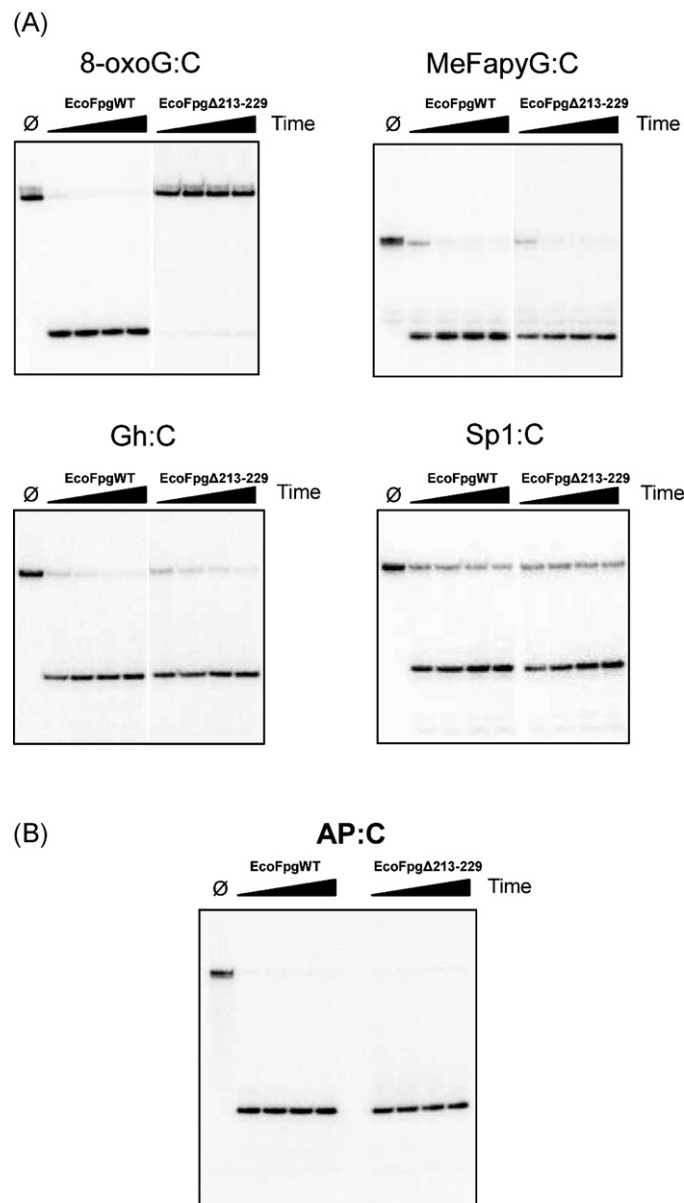 (A)
8-oxoG:C
EcoFpgWT EcoFpgΔ213-229
Ø Time
MeFapyG:C
EcoFpgWT EcoFpgΔ213-229
Ø Time
Gh:C
EcoFpgWT EcoFpgΔ213-229
Ø Time
Sp1:C
EcoFpgWT EcoFpgΔ213-229
Ø Time
(B)
AP:C
EcoFpgWT EcoFpgΔ213-229
Ø Time